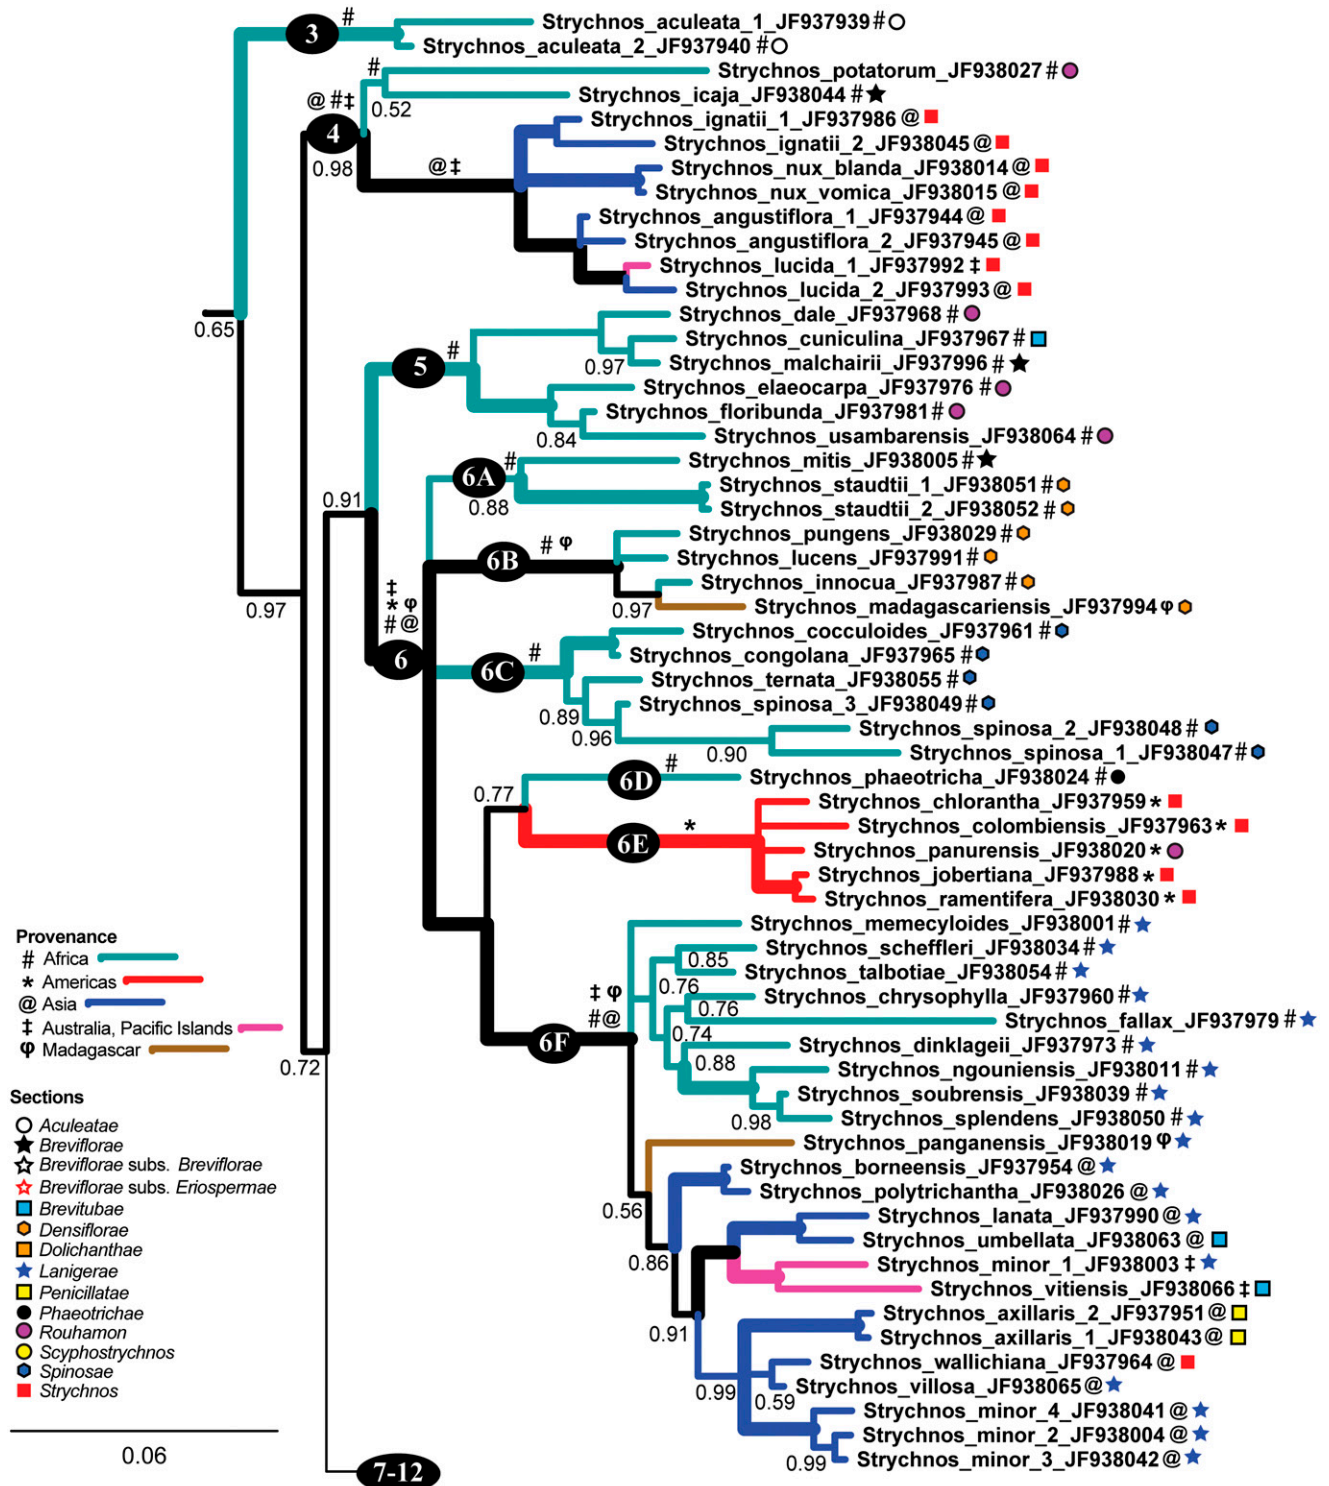 3 #
Strychnos_aculeata_1_JF937939 #
Strychnos_aculeata_2_JF937940 #
#
Strychnos_potatorum_JF938027 #
0.52
Strychnos_icaja_JF938044 #
@ # ‡
4
0.98
@ ‡
Strychnos_ignatii_1_JF937986 @
Strychnos_ignatii_2_JF938045 @
Strychnos_nux_blanda_JF938014 @
Strychnos_nux_vomica_JF938015 @
Strychnos_angustiflora_1_JF937944 @
Strychnos_angustiflora_2_JF937945 @
Strychnos_lucida_1_JF937992 ‡
Strychnos_lucida_2_JF937993 @
0.65
Strychnos_dale_JF937968 #
Strychnos_cuniculina_JF937967 #
5 #
0.97
Strychnos_malchairii_JF937996 #
Strychnos_elaeocarpa_JF937976 #
Strychnos_floribunda_JF937981 #
0.84
Strychnos_usambarensis_JF938064 #
6A #
0.88
Strychnos_mitis_JF938005 #
Strychnos_staudtii_1_JF938051 #
Strychnos_staudtii_2_JF938052 #
0.91
Strychnos_pungens_JF938029 #
6B # φ
Strychnos_lucens_JF937991 #
Strychnos_innocua_JF937987 #
0.97
Strychnos_madagascariensis_JF937994 φ
0.97
‡
* φ
# @
6
Strychnos_cocculoides_JF937961 #
6C #
Strychnos_congolana_JF937965 #
Strychnos_ternata_JF938055 #
0.89
Strychnos_spinosa_3_JF938049 #
0.96
Strychnos_spinosa_2_JF938048 #
0.90
Strychnos_spinosa_1_JF938047 #
6D #
Strychnos_phaeotricha_JF938024 #
0.77
Strychnos_chlorantha_JF937959 *
Strychnos_colombiensis_JF937963 *
6E *
Strychnos_panurensis_JF938020 *
Strychnos_jobertiana_JF937988 *
Strychnos_ramentifera_JF938030 *
Strychnos_memecyloides_JF938001 #
Strychnos_scheffleri_JF938034 #
0.85
Strychnos_talbotiae_JF938054 #
0.76
Strychnos_chrysophylla_JF937960 #
0.76
Strychnos_fallax_JF937979 #
0.74
‡ φ
# @
6F
Strychnos_dinklageii_JF937973 #
0.88
Strychnos_ngouniensis_JF938011 #
Strychnos_soubrensis_JF938039 #
0.98
Strychnos_splendens_JF938050 #
0.72
Strychnos_panganensis_JF938019 φ
Strychnos_borneensis_JF937954 @
Strychnos_polytrichantha_JF938026 @
0.56
Strychnos_lanata_JF937990 @
Strychnos_umbellata_JF938063 @
0.86
Strychnos_minor_1_JF938003 ‡
Strychnos_vitiensis_JF938066 ‡
Strychnos_axillaris_2_JF937951 @
0.91
Strychnos_axillaris_1_JF938043 @
Strychnos_wallichiana_JF937964 @
0.99
0.59
Strychnos_villosa_JF938065 @
Strychnos_minor_4_JF938041 @
Strychnos_minor_2_JF938004 @
0.99
Strychnos_minor_3_JF938042 @
7-12
Provenance
# Africa
* Americas
@ Asia
‡ Australia, Pacific Islands
φ Madagascar
Sections
Aculeatae
Breviflorae
Breviflorae subs. Breviflorae
Breviflorae subs. Eriospermae
Brevitubae
Densiflorae
Dolichanthae
Lanigerae
Penicillatae
Phaeotrichae
Rouhamon
Scyphostrychnos
Spinosae
Strychnos
0.06